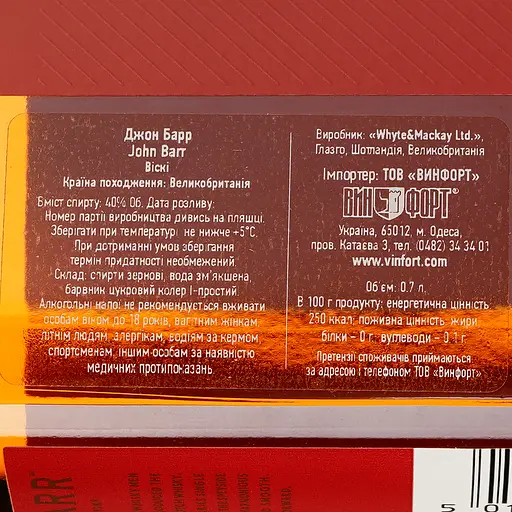 Джон Барр
John Barr
Віскі
Країна походження: Великобританія
Вміст спирту: 40% Об. Дата розливу:
Номер партії виробництва дивись на пляшці.
Зберігати при температурі не нижче +5°С.
При дотриманні умов зберігання
термін придатності необмежений.
Склад: спирти зернові, вода зм'якшена,
барвник цукровий колер І-простий
Алкогольні напої не рекомендується вживати
особам віком до 18 років, вагітним жінкам
літнім людям, алергікам, водіям за кермом
спортсменам, іншим особам за наявністю
медичних протипоказань.
Виробник: «Whyte&Mackay Ltd.»,
Глазго, Шотландія, Великобританія
Імпортер: ТОВ «ВИНФОРТ»
ВИНФОРТ®
Україна, 65012, м. Одеса,
пров. Катаєва 3, тел. (0482) 34 34 01
www.vinfort.com
Об'єм: 0.7 л.
В 100 г продукту: енергетична цінність
250 ккал; поживна цінність: жири
білки – 0 г, вуглеводи – 0.1 г.
Претензії споживачів приймаються
за адресою і телефоном ТОВ «Винфорт»
ARR
5 01